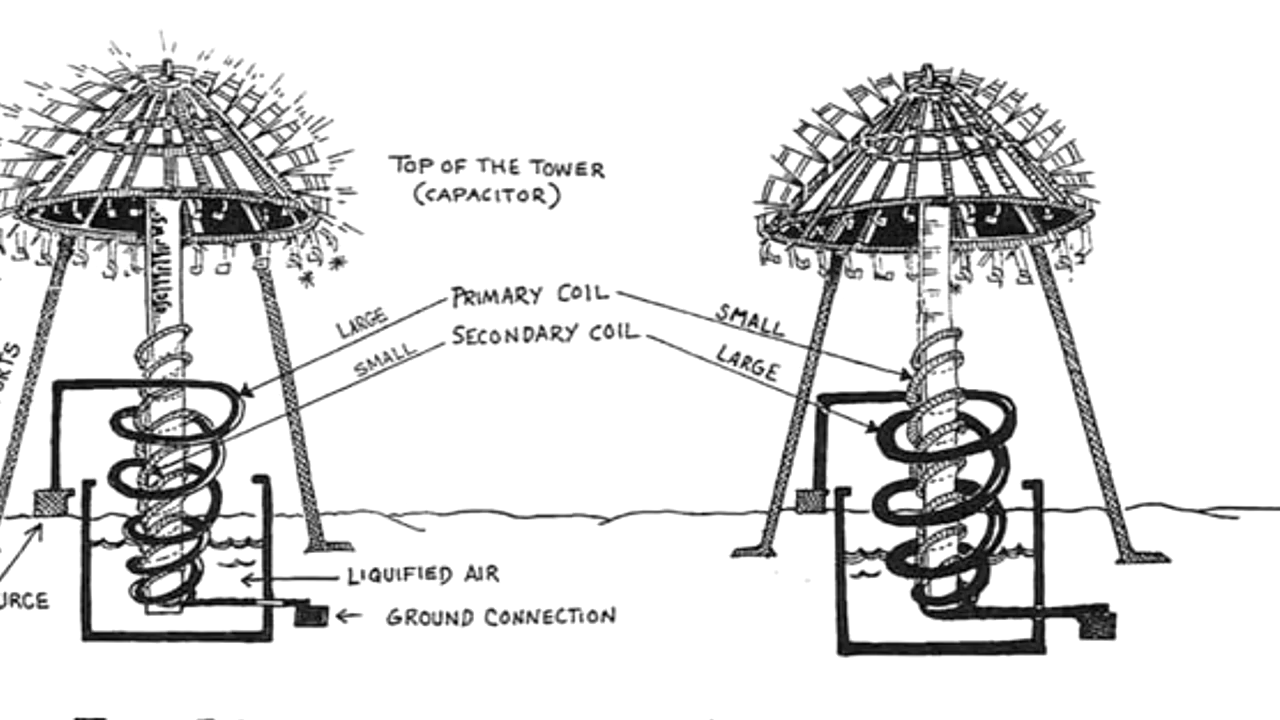 TOP OF THE TOWER
(CAPACITOR)
PRIMARY COIL
SECONDARY COIL
LARGE
SMALL
SMALL
LARGE
LIQUIFIED AIR
GROUND CONNECTION